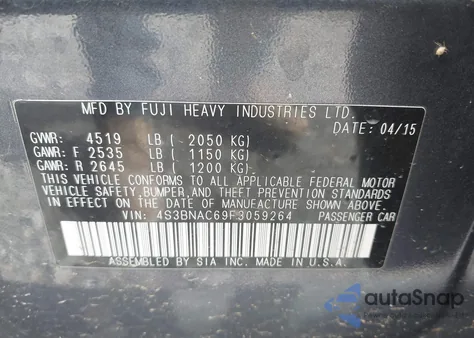 MFD BY FUJI HEAVY INDUSTRIES LTD.
DATE: 04/15
GVWR: 4519 LB ( 2050 KG)
GAWR: F 2535 LB ( 1150 KG)
GAWR: R 2645 LB ( 1200 KG)
THIS VEHICLE CONFORMS TO ALL APPLICABLE FEDERAL MOTOR
VEHICLE SAFETY, BUMPER, AND THEFT PREVENTION STANDARDS
IN EFFECT ON THE DATE OF MANUFACTURE SHOWN ABOVE.
VIN: 4S3BNAC69F3059264 PASSENGER CAR
ASSEMBLED BY SIA INC. IN U.S.A.
autoSnap
VEHICLE HISTORY